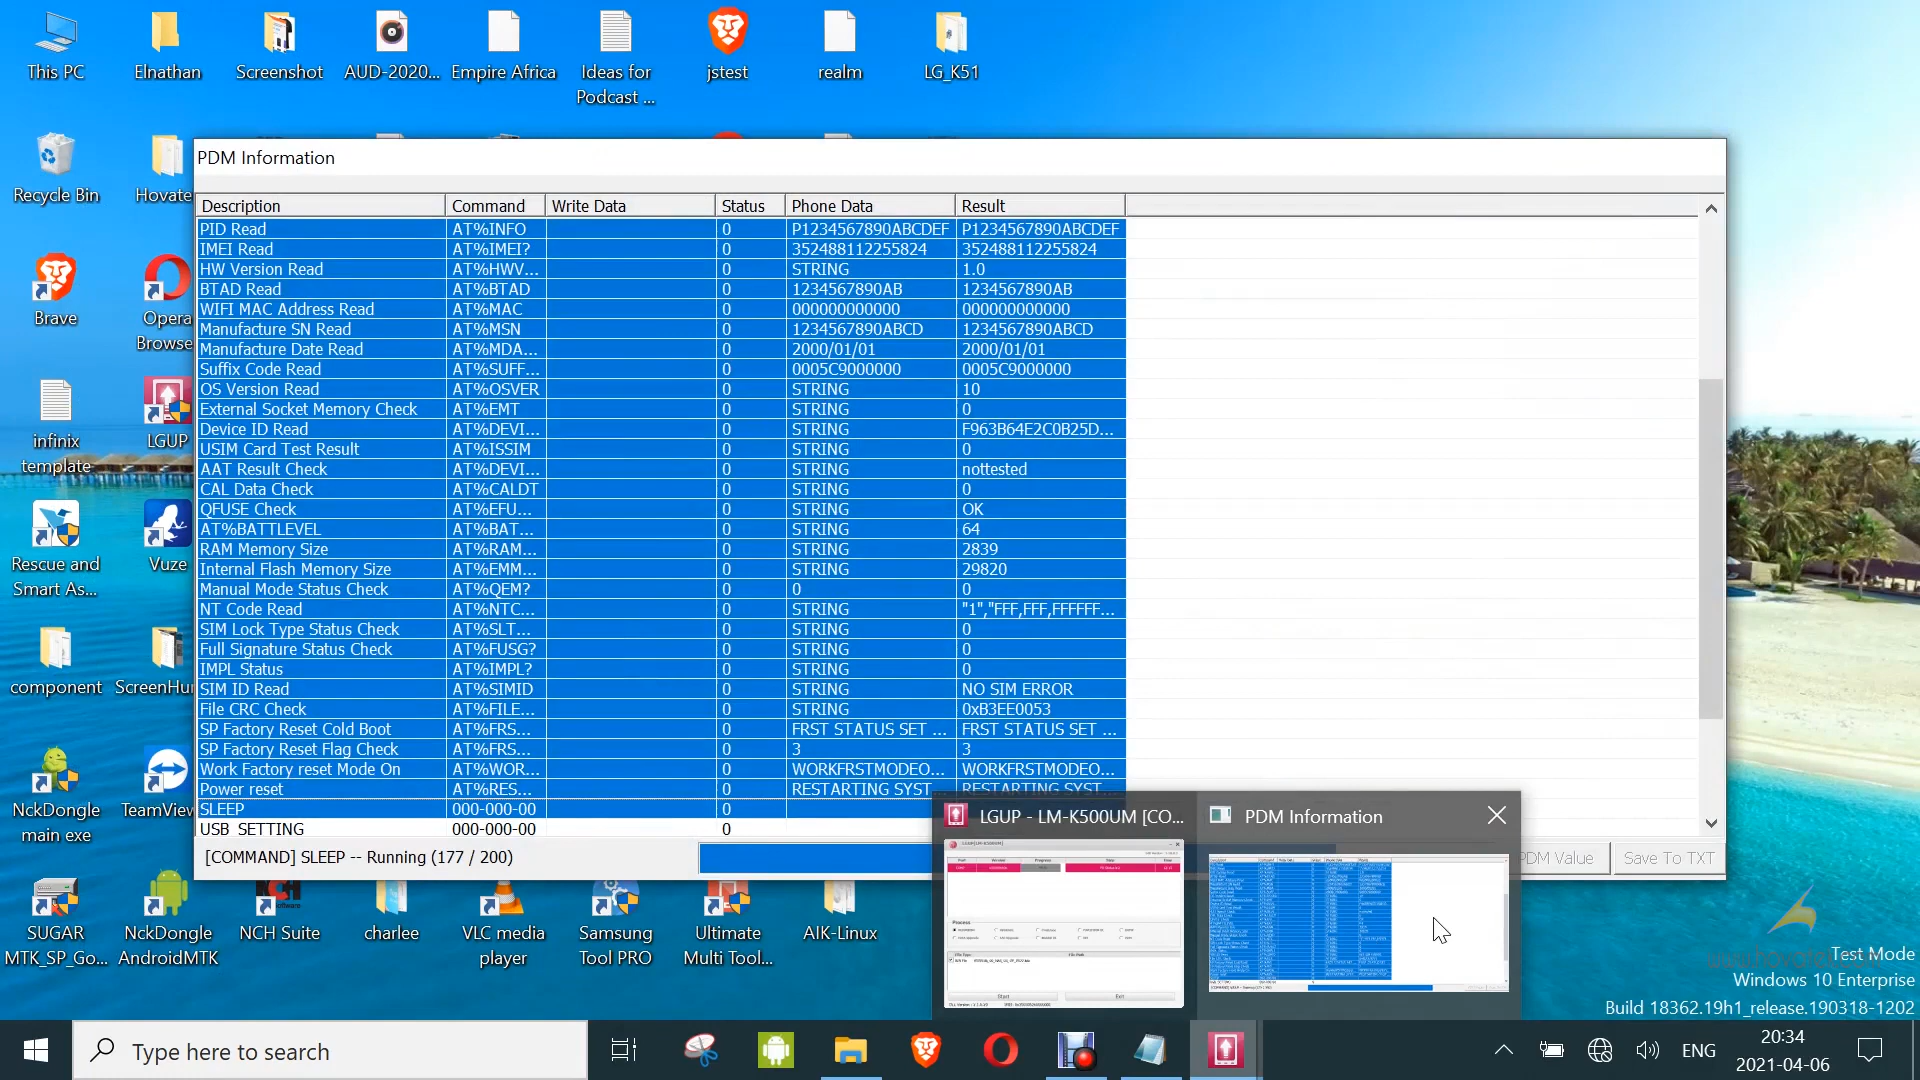 This PC
Elnathan
Screenshot
AUD-2020...
Empire Africa
Ideas for
Podcast ...
jstest
realm
LG_K51
Recycle Bin
Hovate
Brave
Opera
Browse
infinix
template
LGUP
Rescue and
Smart As...
Vuze
component
ScreenHu
NckDongle
main exe
TeamView
SUGAR
MTK_SP_Go...
NckDongle
AndroidMTK
NCH Suite
charlee
VLC media
player
Samsung
Tool PRO
Ultimate
Multi Tool...
AIK-Linux
PDM Information
Description Command Write Data Status Phone Data Result
PID Read AT%INFO 0 P1234567890ABCDEF P1234567890ABCDEF
IMEI Read AT%IMEI? 0 352488112255824 352488112255824
HW Version Read AT%HWV... 0 STRING 1.0
BTAD Read AT%BTAD 0 1234567890AB 1234567890AB
WIFI MAC Address Read AT%MAC 0 000000000000 000000000000
Manufacture SN Read AT%MSN 0 1234567890ABCD 1234567890ABCD
Manufacture Date Read AT%MDA... 0 2000/01/01 2000/01/01
Suffix Code Read AT%SUFF... 0 0005C9000000 0005C9000000
OS Version Read AT%OSVER 0 STRING 10
External Socket Memory Check AT%EMT 0 STRING 0
Device ID Read AT%DEVI... 0 STRING F963B64E2C0B25D...
USIM Card Test Result AT%ISSIM 0 STRING 0
AAT Result Check AT%DEVI... 0 STRING nottested
CAL Data Check AT%CALDT 0 STRING 0
QFUSE Check AT%EFU... 0 STRING OK
AT%BATTLEVEL AT%BAT... 0 STRING 64
RAM Memory Size AT%RAM... 0 STRING 2839
Internal Flash Memory Size AT%EMM... 0 STRING 29820
Manual Mode Status Check AT%QEM? 0 0 0
NT Code Read AT%NTC... 0 STRING "1","FFF,FFF,FFFFFF...
SIM Lock Type Status Check AT%SLT... 0 STRING 0
Full Signature Status Check AT%FUSG? 0 STRING 0
IMPL Status AT%IMPL? 0 STRING 0
SIM ID Read AT%SIMID 0 STRING NO SIM ERROR
File CRC Check AT%FILE... 0 STRING 0xB3EE0053
SP Factory Reset Cold Boot AT%FRS... 0 FRST STATUS SET ... FRST STATUS SET ...
SP Factory Reset Flag Check AT%FRS... 0 3 3
Work Factory reset Mode On AT%WOR... 0 WORKFRSTMODEO... WORKFRSTMODEO...
Power reset AT%RES... 0 RESTARTING SYST... RESTARTING SYST...
SLEEP 000-000-00 0
USB SETTING 000-000-00 0
[COMMAND] SLEEP -- Running (177 / 200)
PDM Value
Save To TXT
LGUP - LM-K500UM [CO...
PDM Information
Test Mode
Windows 10 Enterprise
Build 18362.19h1_release.190318-1202
Type here to search
ENG
20:34
2021-04-06